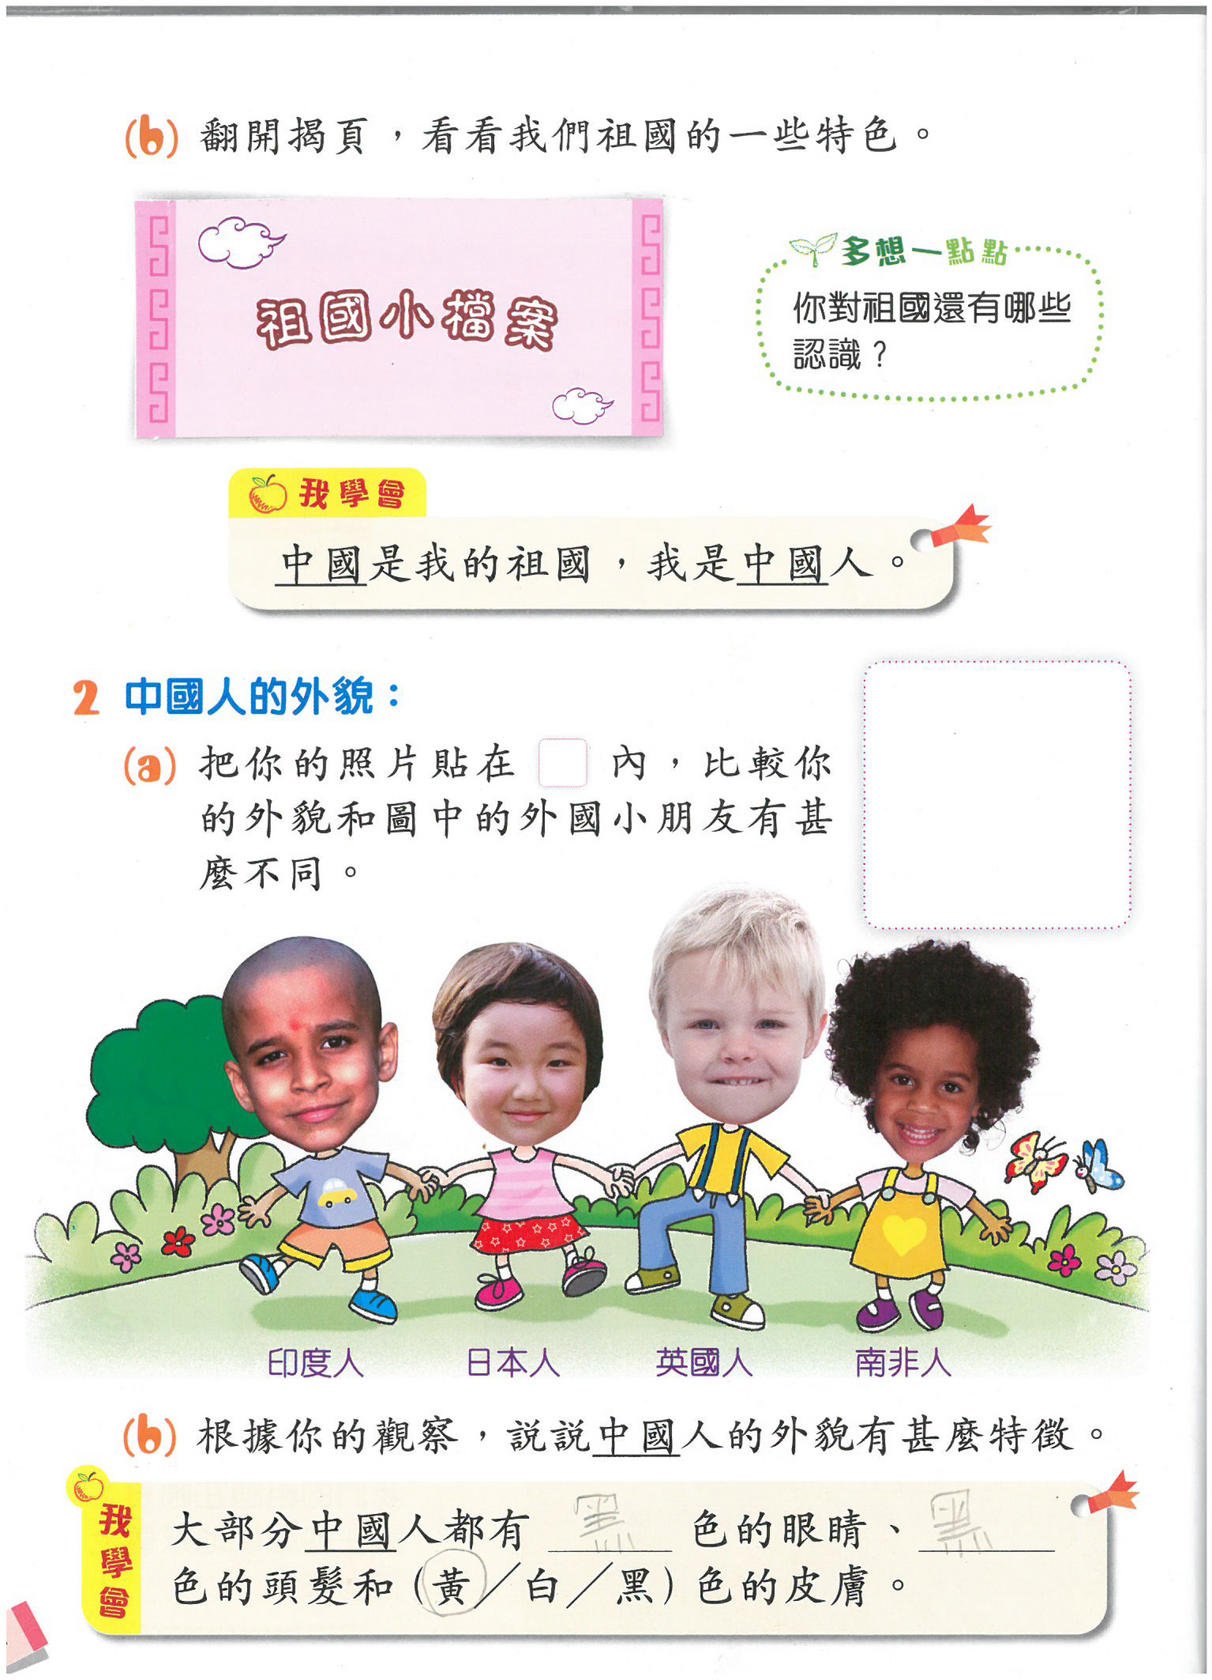 (b) 翻開揭頁，看看我們祖國的一些特色。
祖國小檔案
多想一點點
你對祖國還有哪些
認識？
我學會
中國是我的祖國，我是中國人。
2 中國人的外貌：
(a) 把你的照片貼在 內，比較你
的外貌和圖中的外國小朋友有甚
麼不同。
印度人 日本人 英國人 南非人
(b) 根據你的觀察，說說中國人的外貌有甚麼特徵。
我學會
大部分中國人都有 黑 色的眼睛、 黑
色的頭髮和(黃／白／黑)色的皮膚。